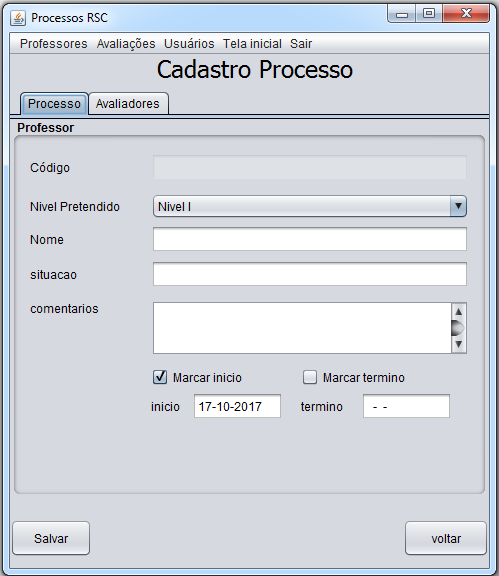 Processos RSC
Professores Avaliações Usuários Tela inicial Sair
Cadastro Processo
Processo Avaliadores
Professor
Código
Nivel Pretendido Nivel I
Nome
situacao
comentarios
Marcar inicio Marcar termino
inicio 17-10-2017 termino - -
Salvar voltar